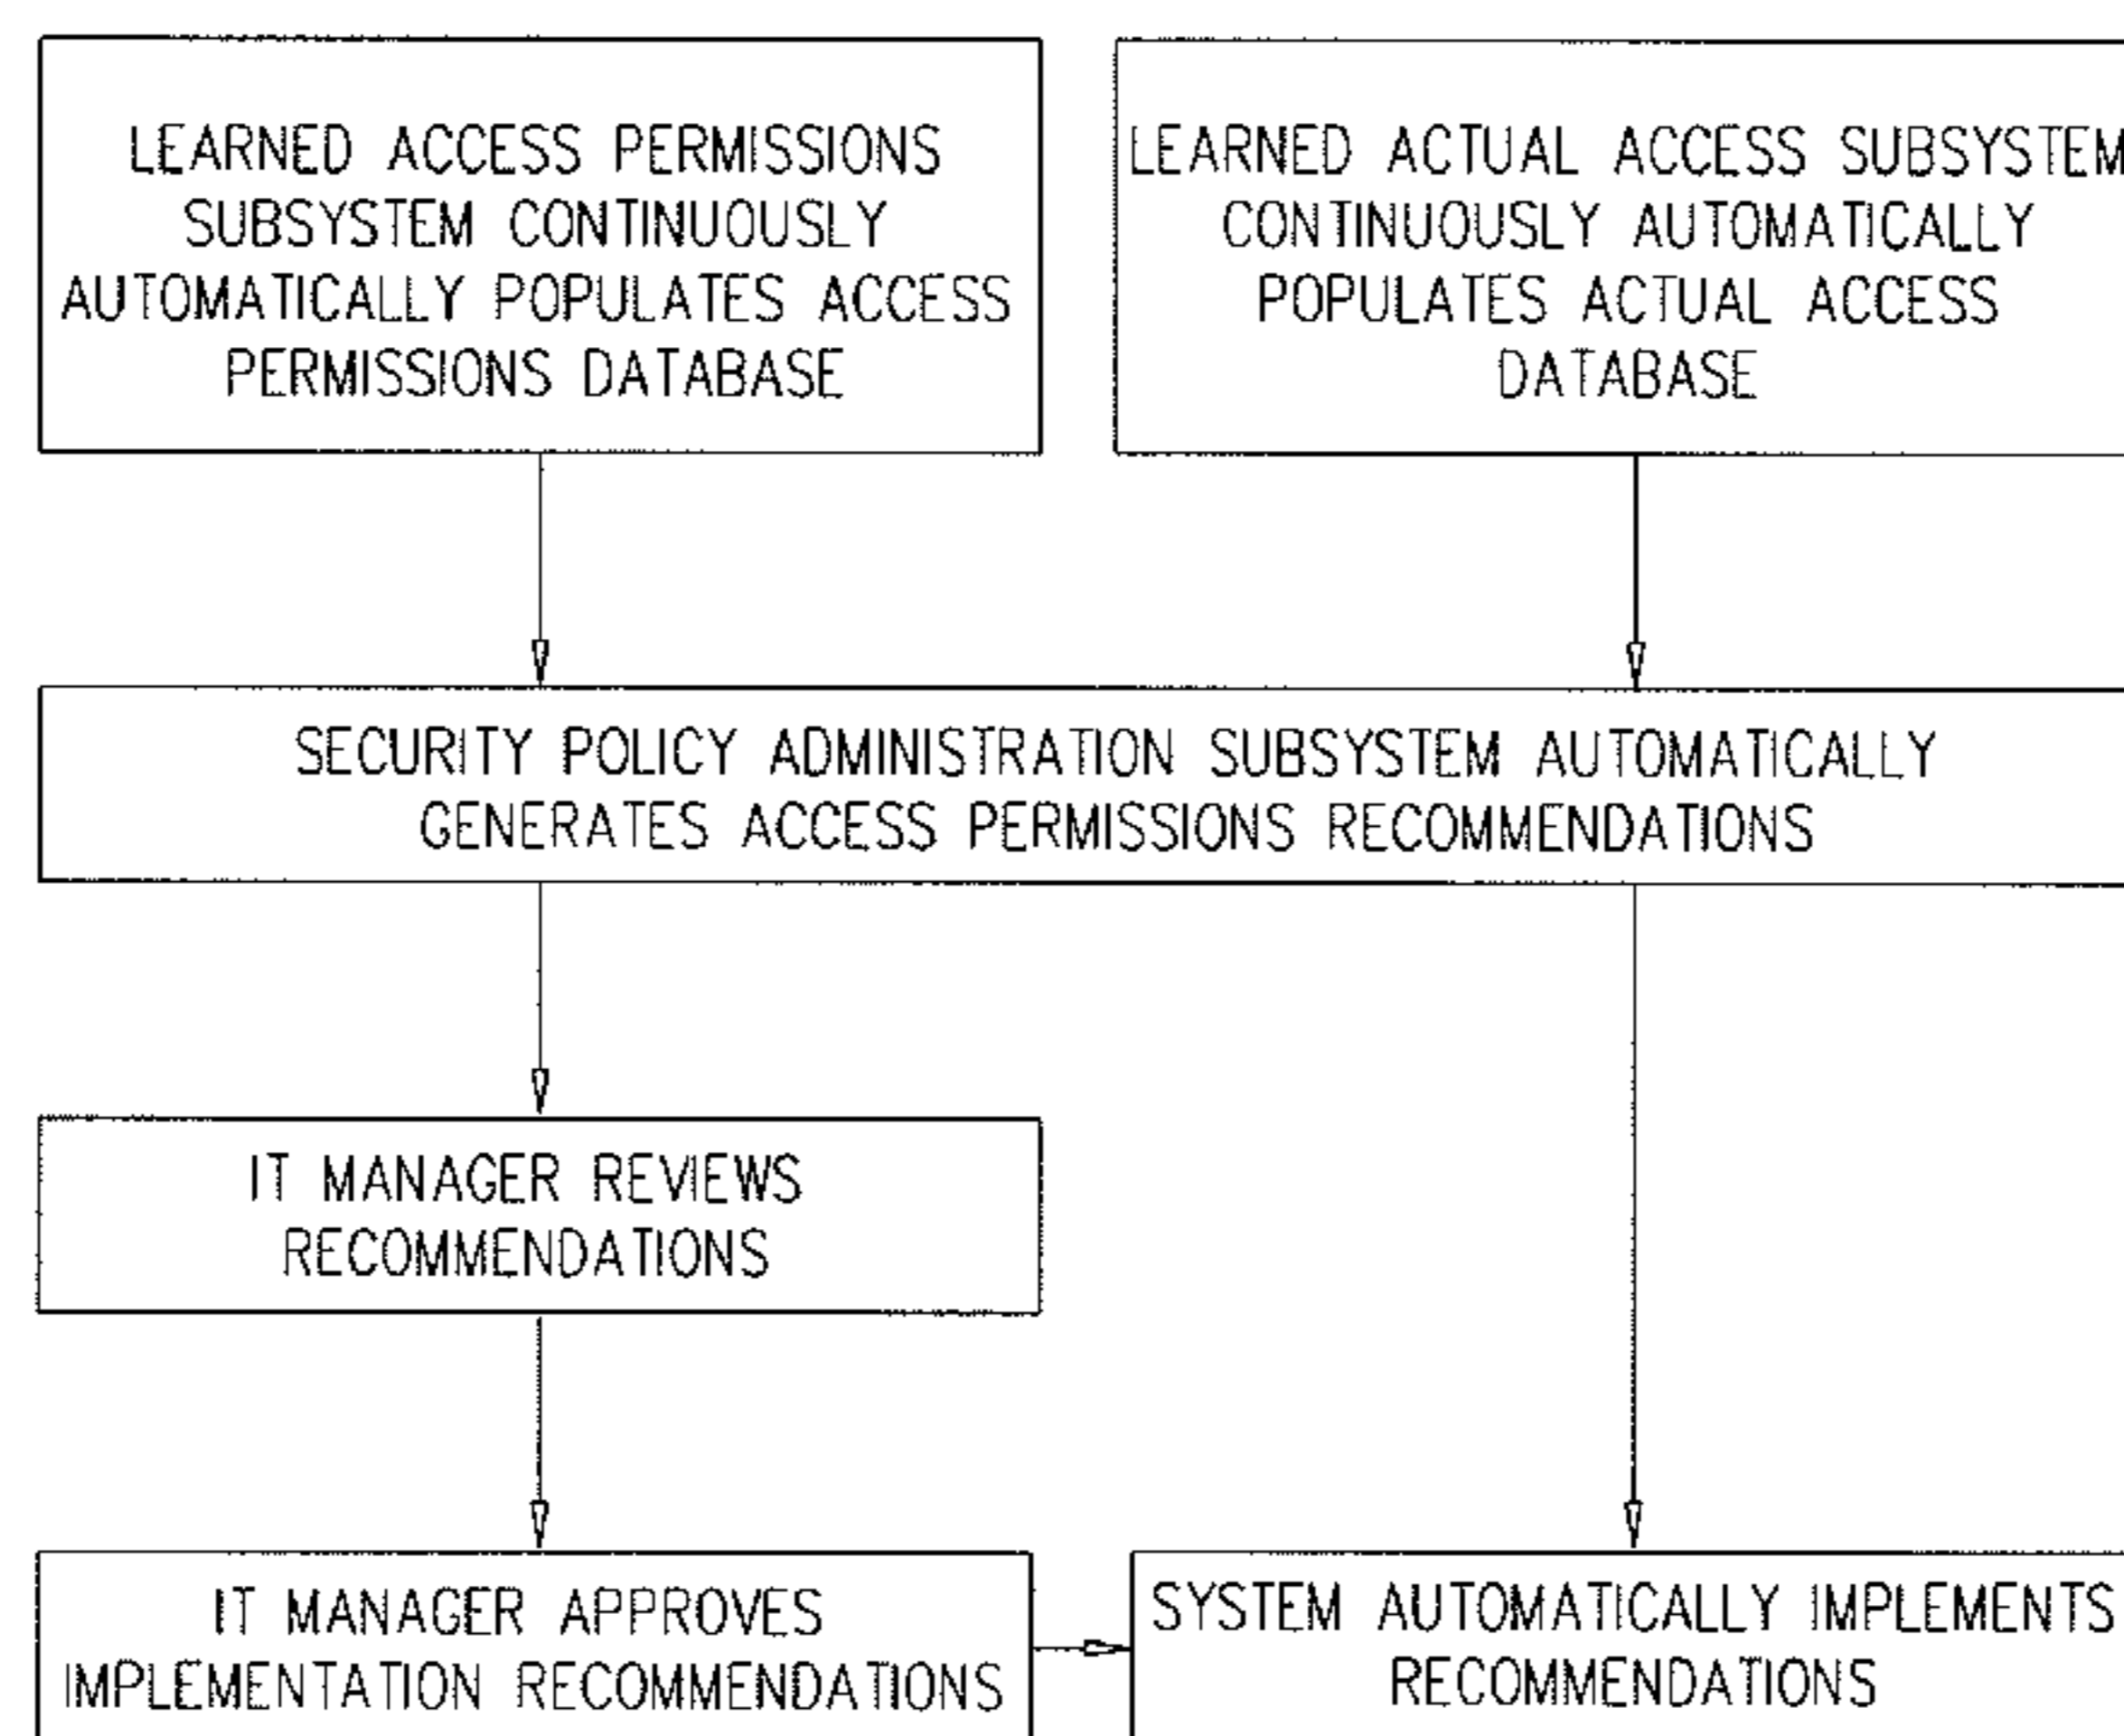 LEARNED ACCESS PERMISSIONS
SUBSYSTEM CONTINUOUSLY
AUTOMATICALLY POPULATES ACCESS
PERMISSIONS DATABASE
LEARNED ACTUAL ACCESS SUBSYSTEM
CONTINUOUSLY AUTOMATICALLY
POPULATES ACTUAL ACCESS
DATABASE
SECURITY POLICY ADMINISTRATION SUBSYSTEM AUTOMATICALLY
GENERATES ACCESS PERMISSIONS RECOMMENDATIONS
IT MANAGER REVIEWS
RECOMMENDATIONS
IT MANAGER APPROVES
IMPLEMENTATION RECOMMENDATIONS
SYSTEM AUTOMATICALLY IMPLEMENTS
RECOMMENDATIONS